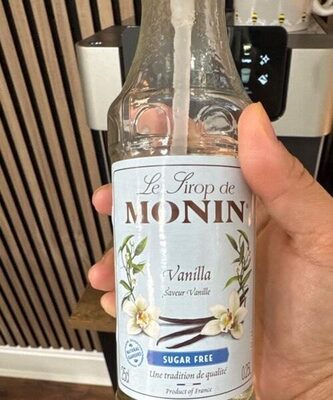 Le Sirop de
MONIN
Vanilla
Saveur Vanille
SUGAR FREE
Une tradition de qualité
Product of France